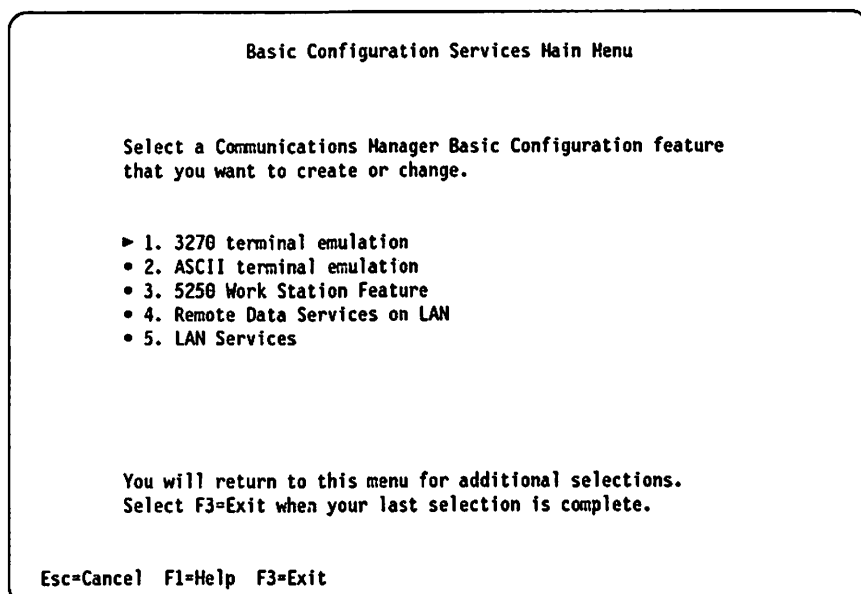 Basic Configuration Services Main Menu
Select a Communications Manager Basic Configuration feature
that you want to create or change.
► 1. 3270 terminal emulation
• 2. ASCII terminal emulation
• 3. 5250 Work Station Feature
• 4. Remote Data Services on LAN
• 5. LAN Services
You will return to this menu for additional selections.
Select F3=Exit when your last selection is complete.
Esc=Cancel F1=Help F3=Exit